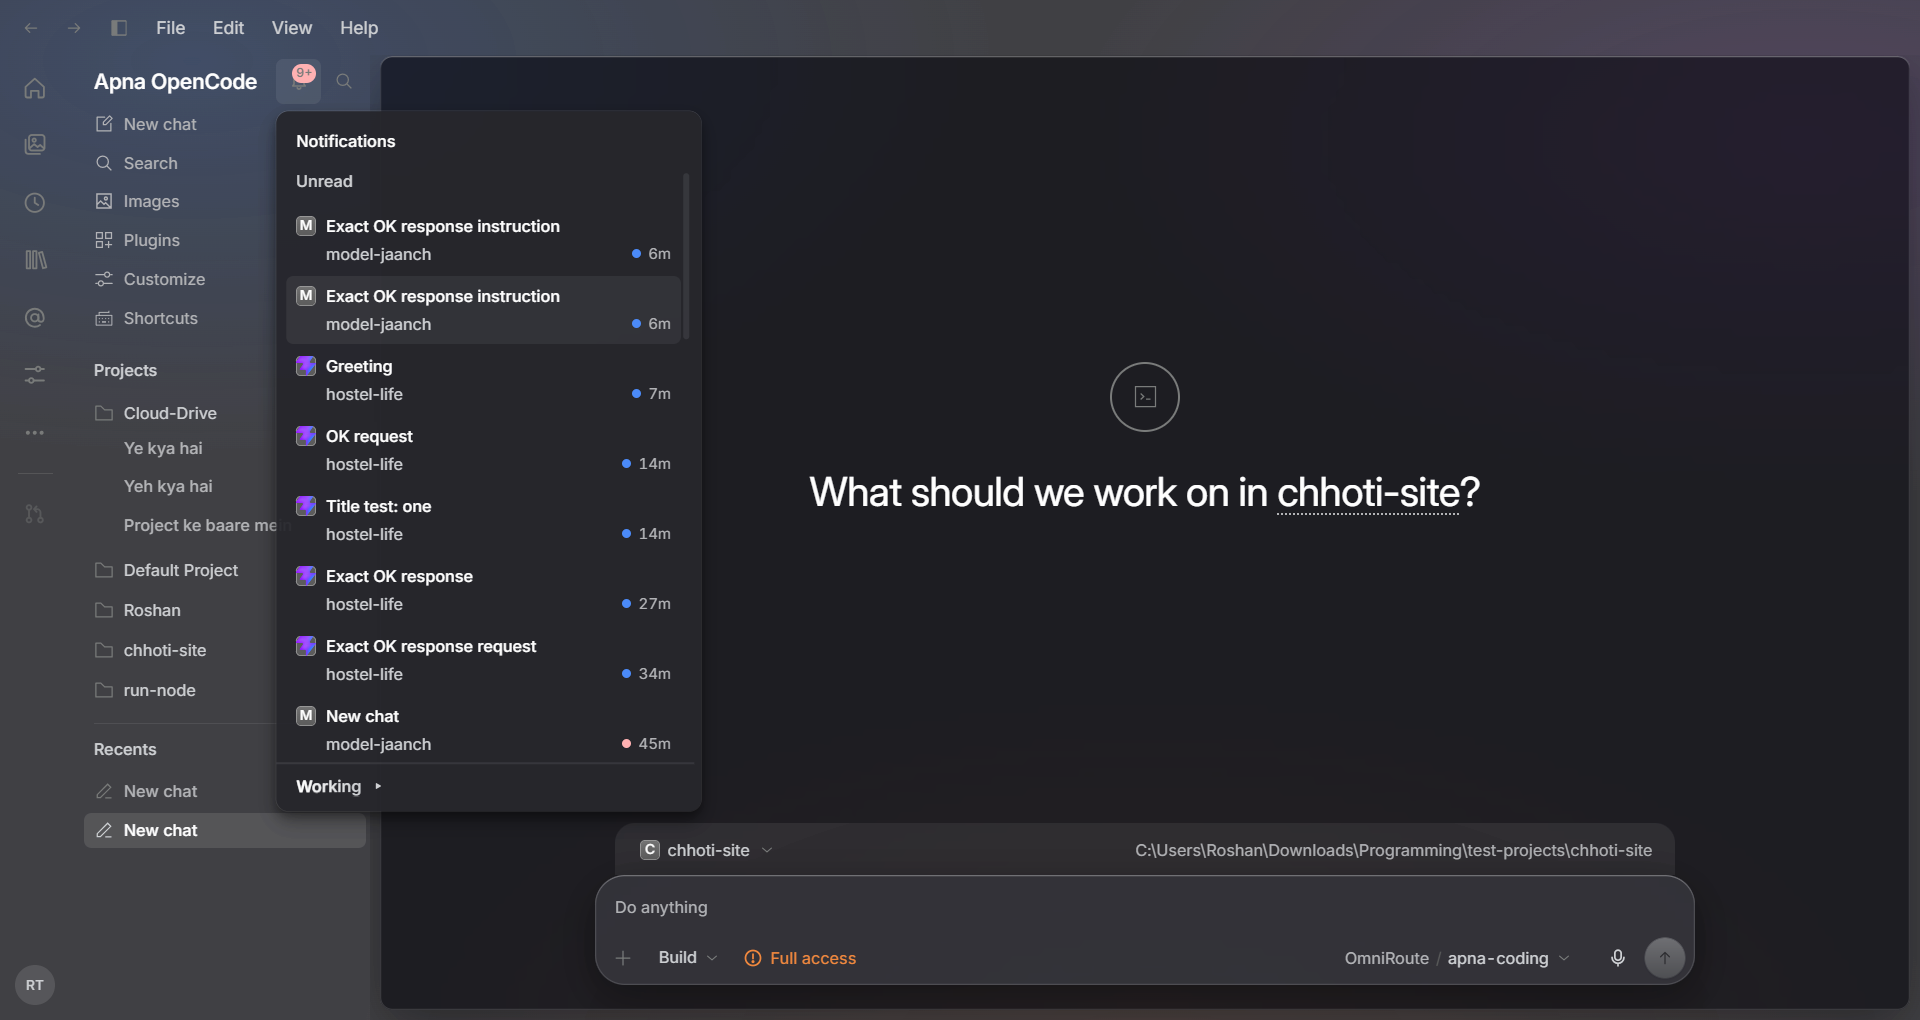 File Edit View Help
Apna OpenCode
9+
New chat
Search
Images
Plugins
Customize
Shortcuts
Projects
Cloud-Drive
Ye kya hai
Yeh kya hai
Project ke baare mein
Default Project
Roshan
chhoti-site
run-node
Recents
New chat
New chat
RT
Notifications
Unread
M Exact OK response instruction
model-jaanch 6m
M Exact OK response instruction
model-jaanch 6m
Greeting
hostel-life 7m
OK request
hostel-life 14m
Title test: one
hostel-life 14m
Exact OK response
hostel-life 27m
Exact OK response request
hostel-life 34m
M New chat
model-jaanch 45m
Working
What should we work on in chhoti-site?
C chhoti-site C:\Users\Roshan\Downloads\Programming\test-projects\chhoti-site
Do anything
Build Full access OmniRoute / apna-coding